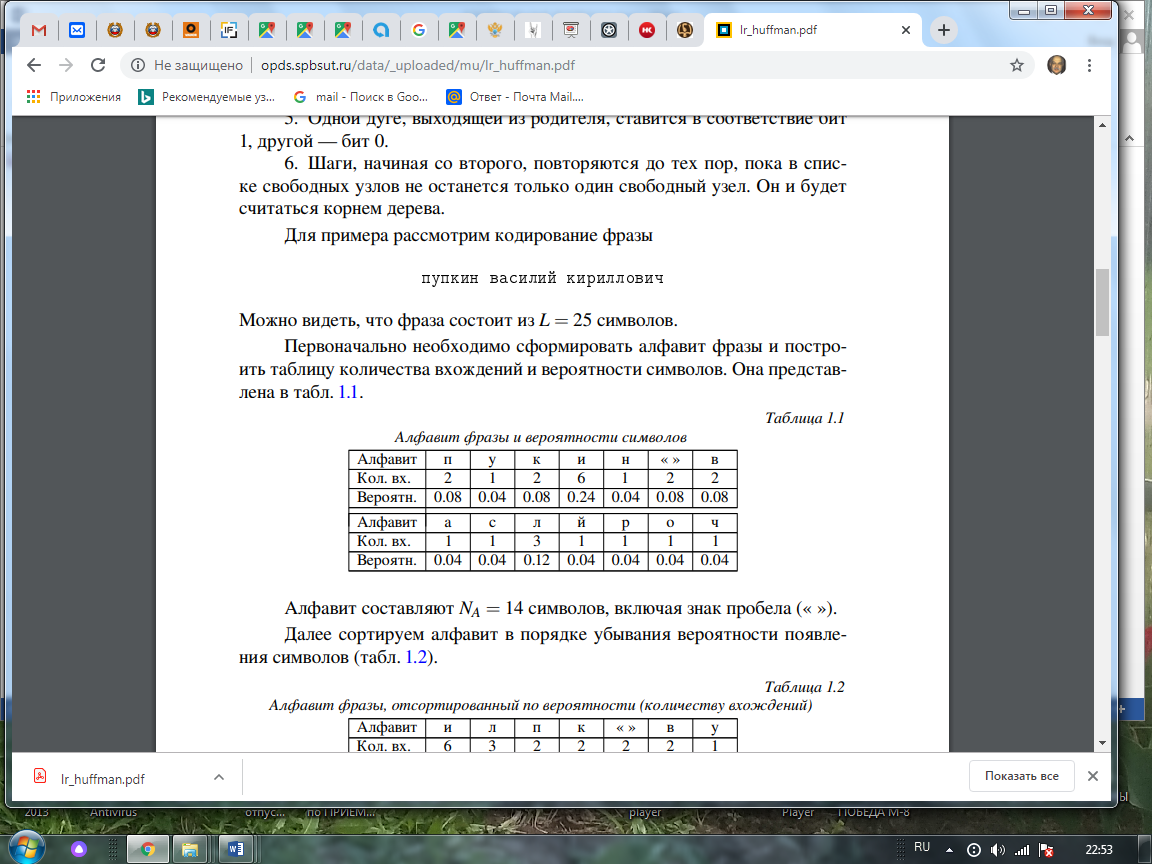 lr_huffman.pdf
Не защищено
opds.spbsut.ru/data/_uploaded/mu/lr_huffman.pdf
Приложения
Рекомендуемые уз...
mail - Поиск в Goo...
Ответ - Почта Mail....
5. Одной дуге, выходящей из родителя, ставится в соответствие бит
1, другой — бит 0.
6. Шаги, начиная со второго, повторяются до тех пор, пока в спис-
ке свободных узлов не останется только один свободный узел. Он и будет
считаться корнем дерева.
Для примера рассмотрим кодирование фразы
пупкин василий кириллович
Можно видеть, что фраза состоит из L = 25 символов.
Первоначально необходимо сформировать алфавит фразы и постро-
ить таблицу количества вхождений и вероятности символов. Она представ-
лена в табл. 1.1.
Таблица 1.1
Алфавит фразы и вероятности символов
Алфавит п у к и н « » в
Кол. вх. 2 1 2 6 1 2 2
Вероятн. 0.08 0.04 0.08 0.24 0.04 0.08 0.08
Алфавит а с л й р о ч
Кол. вх. 1 1 3 1 1 1 1
Вероятн. 0.04 0.04 0.12 0.04 0.04 0.04 0.04
Алфавит составляют NA = 14 символов, включая знак пробела (« »).
Далее сортируем алфавит в порядке убывания вероятности появле-
ния символов (табл. 1.2).
Таблица 1.2
Алфавит фразы, отсортированный по вероятности (количеству вхождений)
Алфавит и л п к « » в у
Кол. вх. 6 3 2 2 2 2 1
lr_huffman.pdf
Показать все
2013
Antivirus
отпус...
по ПРИЕМ...
player
Player
ПОБЕДА М-8
RU
22:53